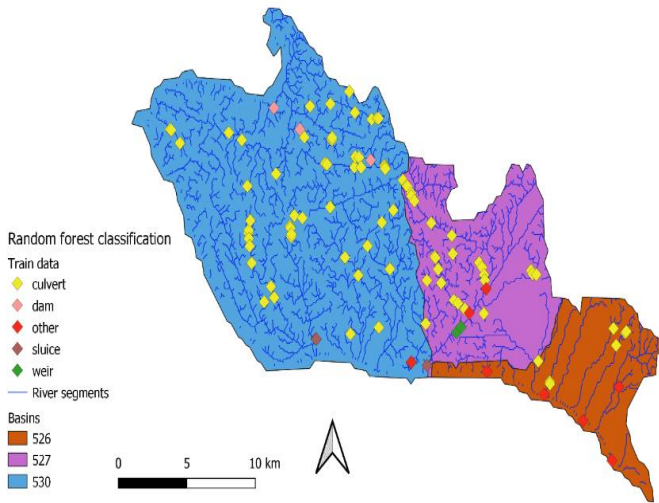 Random forest classification
Train data
culvert
dam
other
sluice
weir
River segments
Basins
526
527
530
0 5 10 km